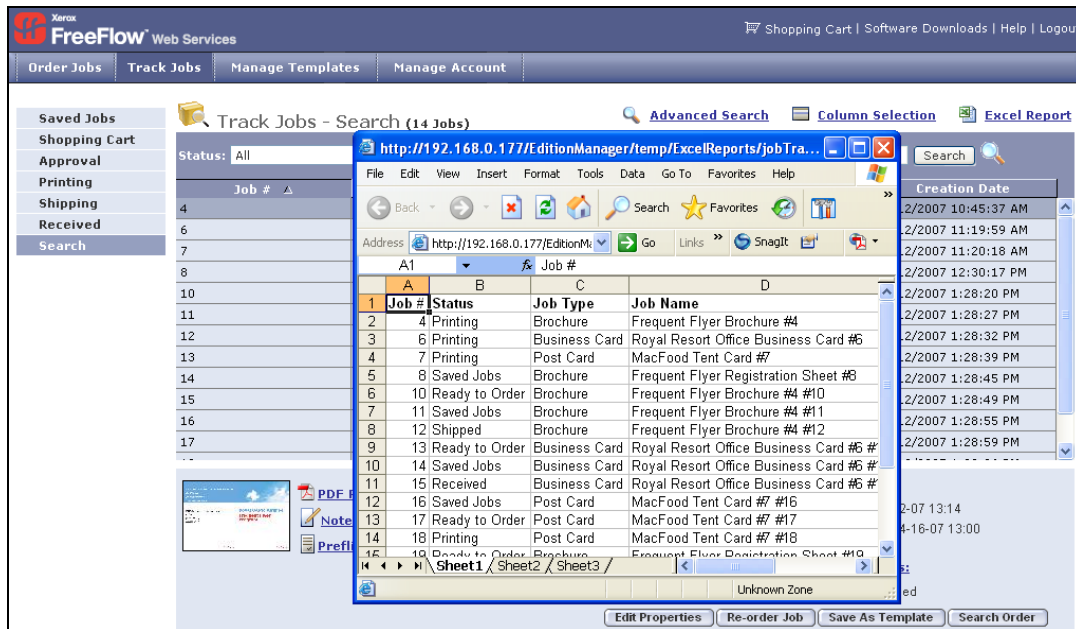 Xerox
FreeFlow Web Services
Shopping Cart | Software Downloads | Help | Logou
Order Jobs Track Jobs Manage Templates Manage Account
Saved Jobs
Shopping Cart
Approval
Printing
Shipping
Received
Search
Track Jobs - Search (14 Jobs)
Advanced Search Column Selection Excel Report
Status: All Search
Job # Creation Date
4 2/2007 10:45:37 AM
6 2/2007 11:19:59 AM
7 2/2007 11:20:18 AM
8 2/2007 12:30:17 PM
10 2/2007 1:28:20 PM
11 2/2007 1:28:27 PM
12 2/2007 1:28:32 PM
13 2/2007 1:28:39 PM
14 2/2007 1:28:45 PM
15 2/2007 1:28:49 PM
16 2/2007 1:28:55 PM
17 2/2007 1:28:59 PM
http://192.168.0.177/EditionManager/temp/ExcelReports/jobTra...
File Edit View Insert Format Tools Data Go To Favorites Help
Back Search Favorites
Address http://192.168.0.177/EditionMa Go Links SnagIt
A1 fx Job #
A B C D
1 Job # Status Job Type Job Name
2 4 Printing Brochure Frequent Flyer Brochure #4
3 6 Printing Business Card Royal Resort Office Business Card #6
4 7 Printing Post Card MacFood Tent Card #7
5 8 Saved Jobs Brochure Frequent Flyer Registration Sheet #8
6 10 Ready to Order Brochure Frequent Flyer Brochure #4 #10
7 11 Saved Jobs Brochure Frequent Flyer Brochure #4 #11
8 12 Shipped Brochure Frequent Flyer Brochure #4 #12
9 13 Ready to Order Business Card Royal Resort Office Business Card #6 #
10 14 Saved Jobs Business Card Royal Resort Office Business Card #6 #
11 15 Received Business Card Royal Resort Office Business Card #6 #
12 16 Saved Jobs Post Card MacFood Tent Card #7 #16
13 17 Ready to Order Post Card MacFood Tent Card #7 #17
14 18 Printing Post Card MacFood Tent Card #7 #18
15 19 Ready to Order Brochure Frequent Flyer Registration Sheet #19
Sheet1 Sheet2 Sheet3
Unknown Zone
PDF P
Note
Prefli
2-07 13:14
4-16-07 13:00
s:
ed
Edit Properties Re-order Job Save As Template Search Order